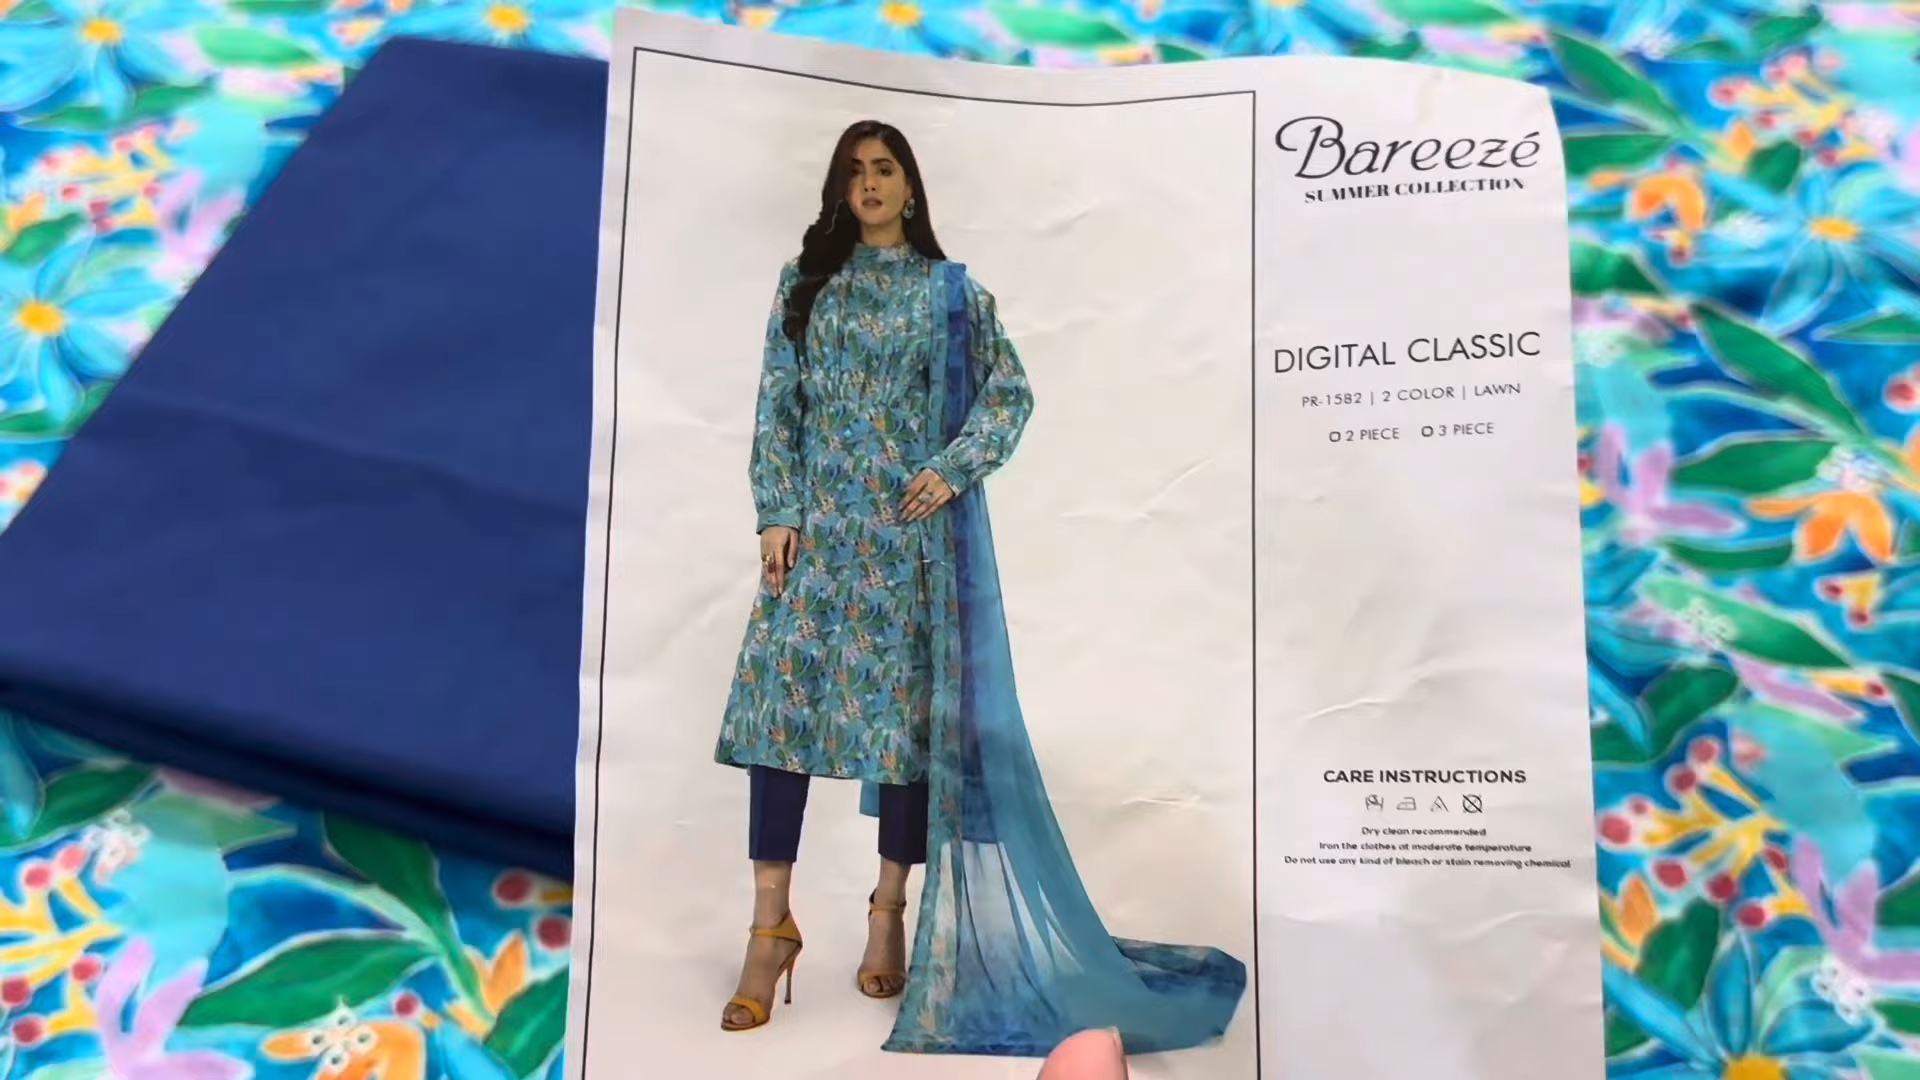 Bareezé
SUMMER COLLECTION
DIGITAL CLASSIC
PR-1582 | 2 COLOR | LAWN
2 PIECE 3 PIECE
CARE INSTRUCTIONS
Dry clean recommended
Iron the clothes at moderate temperature
Do not use any kind of bleach or stain removing chemical